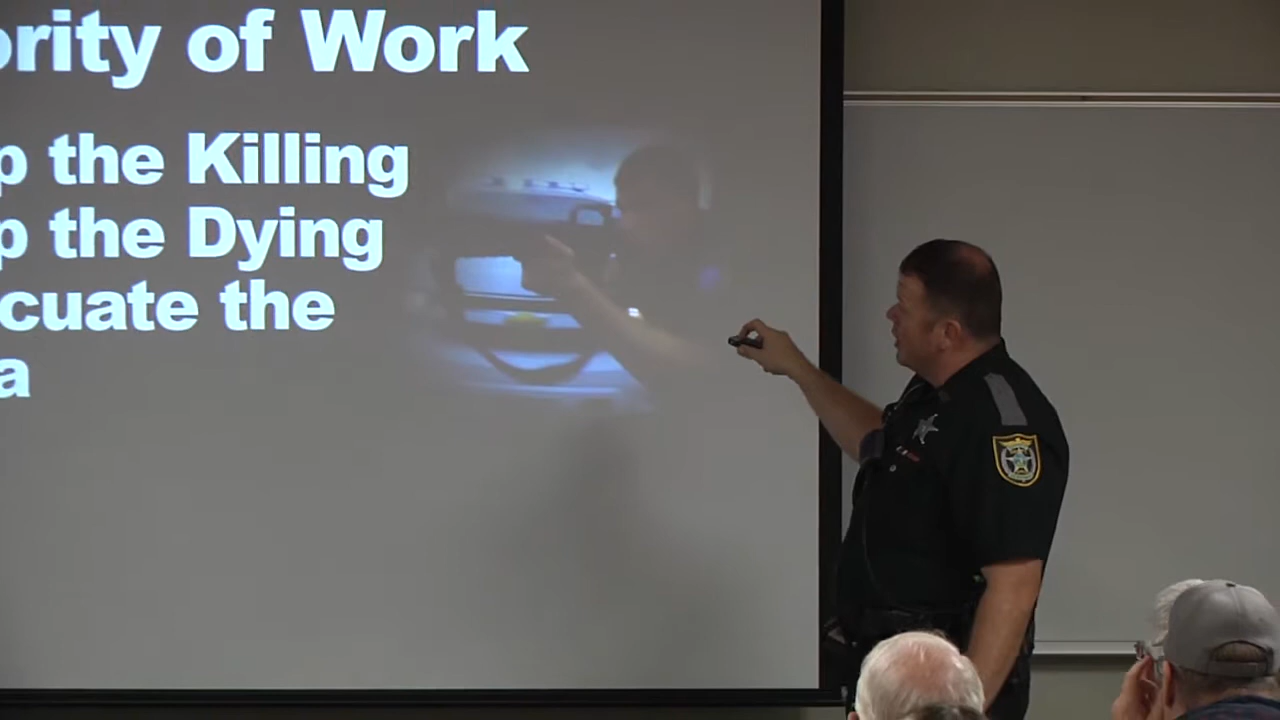 ority of Work
p the Killing
p the Dying
cuate the
a